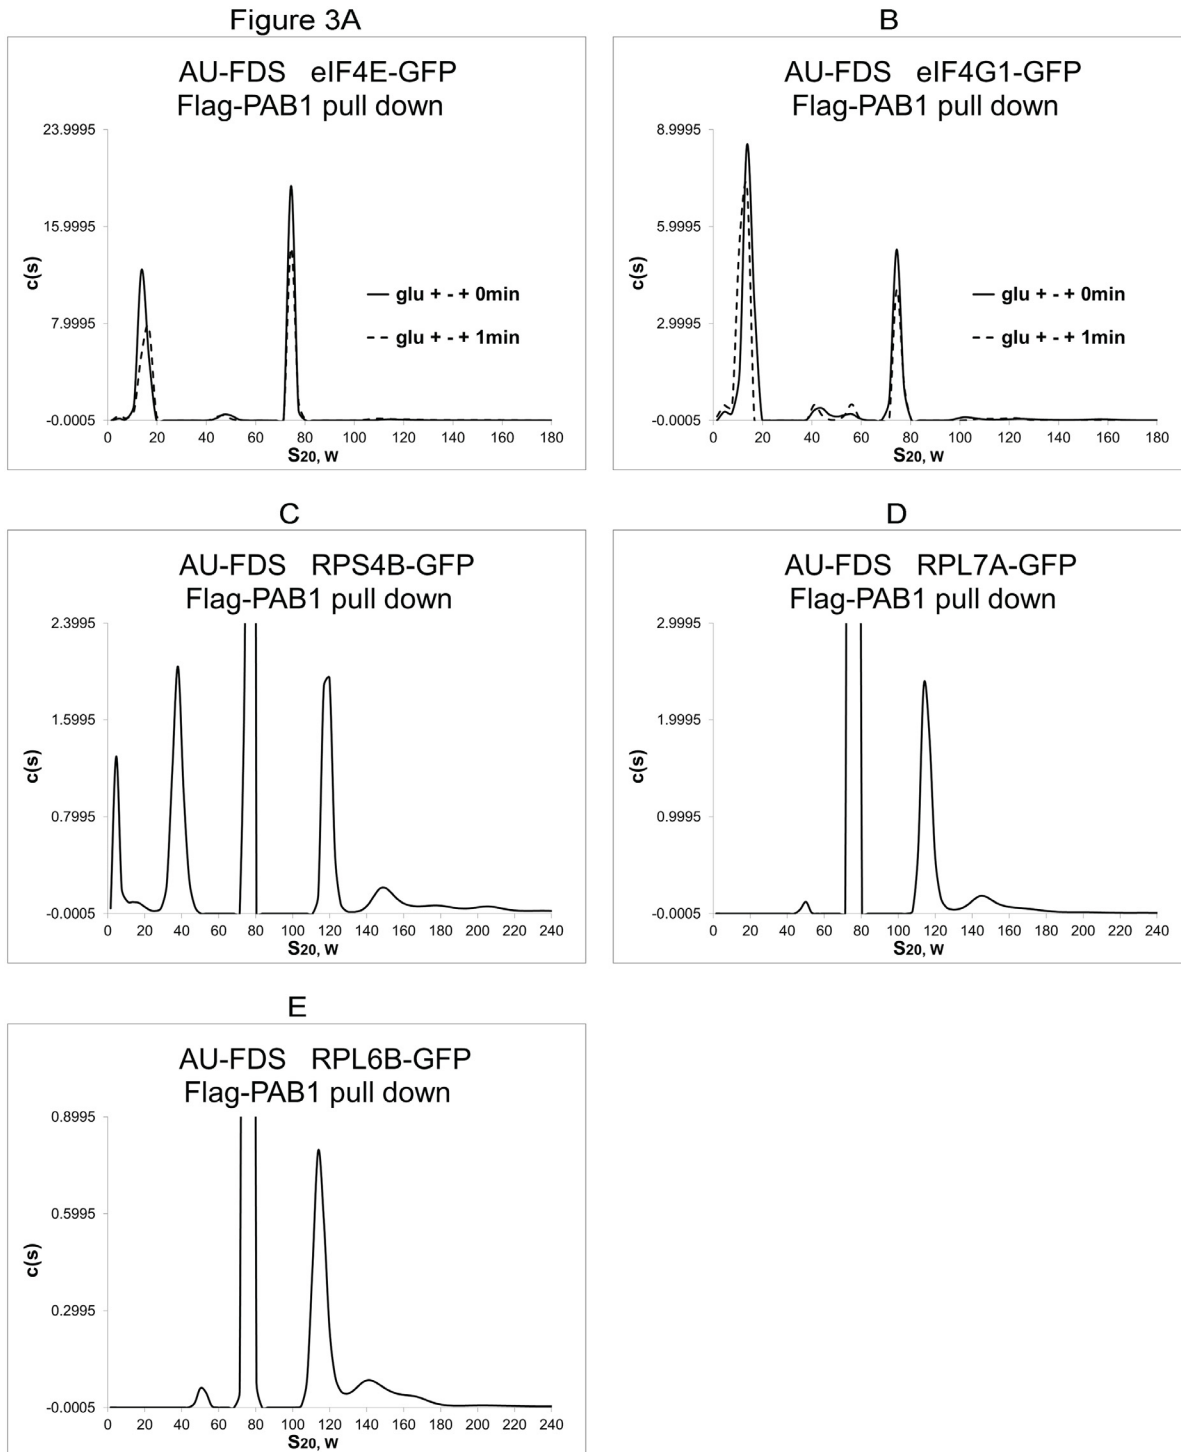 Figure 3A
AU-FDS eIF4E-GFP
Flag-PAB1 pull down
23.9995
15.9995
7.9995
-0.0005
c(s)
glu + - + 0min
glu + - + 1min
0 20 40 60 80 100 120 140 160 180
S20, W
B
AU-FDS eIF4G1-GFP
Flag-PAB1 pull down
8.9995
5.9995
2.9995
-0.0005
c(s)
glu + - + 0min
glu + - + 1min
0 20 40 60 80 100 120 140 160 180
S20, W
C
AU-FDS RPS4B-GFP
Flag-PAB1 pull down
2.3995
1.5995
0.7995
-0.0005
c(s)
0 20 40 60 80 100 120 140 160 180 200 220 240
S20, W
D
AU-FDS RPL7A-GFP
Flag-PAB1 pull down
2.9995
1.9995
0.9995
-0.0005
c(s)
0 20 40 60 80 100 120 140 160 180 200 220 240
S20, W
E
AU-FDS RPL6B-GFP
Flag-PAB1 pull down
0.8995
0.5995
0.2995
-0.0005
c(s)
0 20 40 60 80 100 120 140 160 180 200 220 240
S20, W